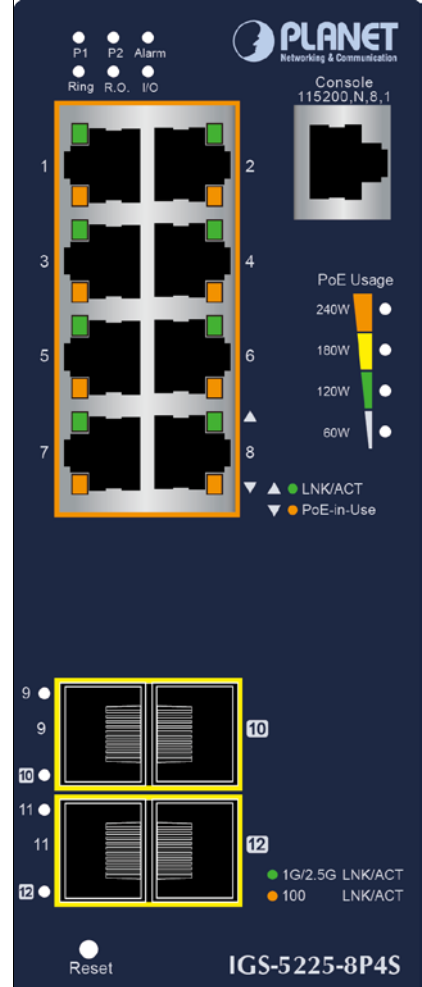 P1 P2 Alarm
Ring R.O. I/O
PLANET
Networking & Communication
Console
115200,N,8,1
1 2
3 4
5 6
7 8
PoE Usage
240W
180W
120W
60W
LNK/ACT
PoE-in-Use
9
9 10
10
11
11 12
12
1G/2.5G LNK/ACT
100 LNK/ACT
Reset
IGS-5225-8P4S